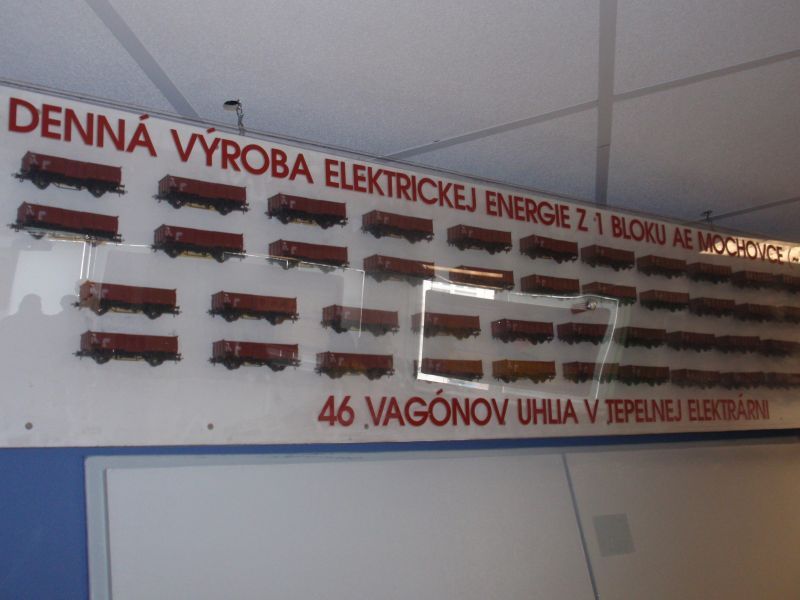 DENNÁ VÝROBA ELEKTRICKEJ ENERGIE Z 1 BLOKU AE MOCHOVCE (
46 VAGÓNOV UHLIA V TEPELNEJ ELEKTRÁRNI